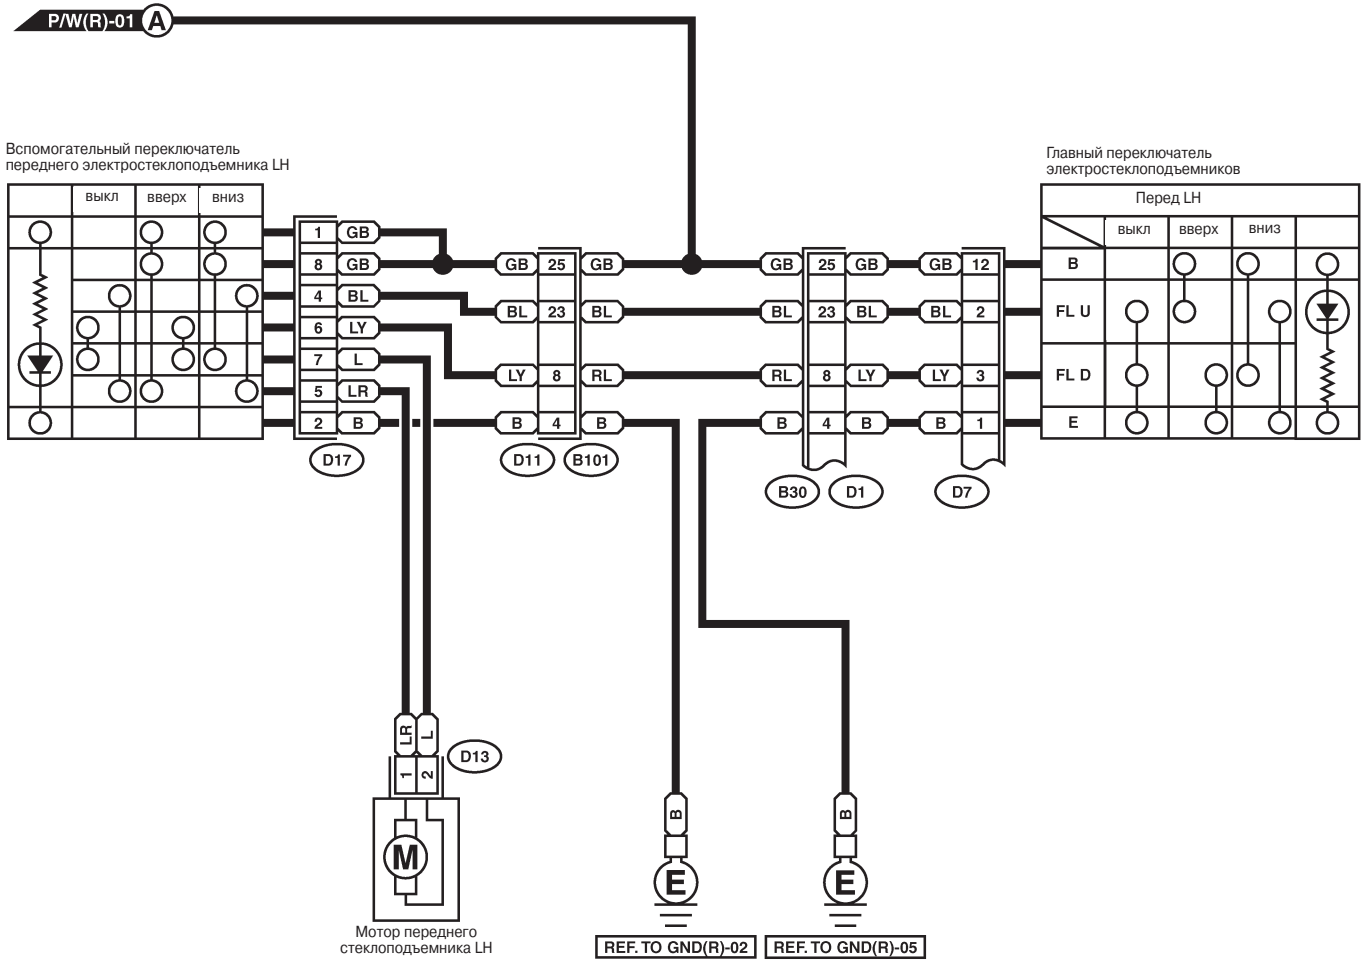 P/W(R)-01 A
Вспомогательный переключатель
переднего электростеклоподъемника LH
выкл вверх вниз
1 GB
8 GB
4 BL
6 LY
7 L
5 LR
2 B
D17
GB 25 GB
BL 23 BL
LY 8 RL
B 4 B
D11 B101
GB 25 GB
BL 23 BL
RL 8 LY
B 4 B
B30 D1
GB 12
BL 2
LY 3
B 1
D7
Главный переключатель
электростеклоподъемников
Перед LH
выкл вверх вниз
B
FL U
FL D
E
LR L
1 2
D13
M
Мотор переднего
стеклоподъемника LH
B
E
REF. TO GND(R)-02
B
E
REF. TO GND(R)-05